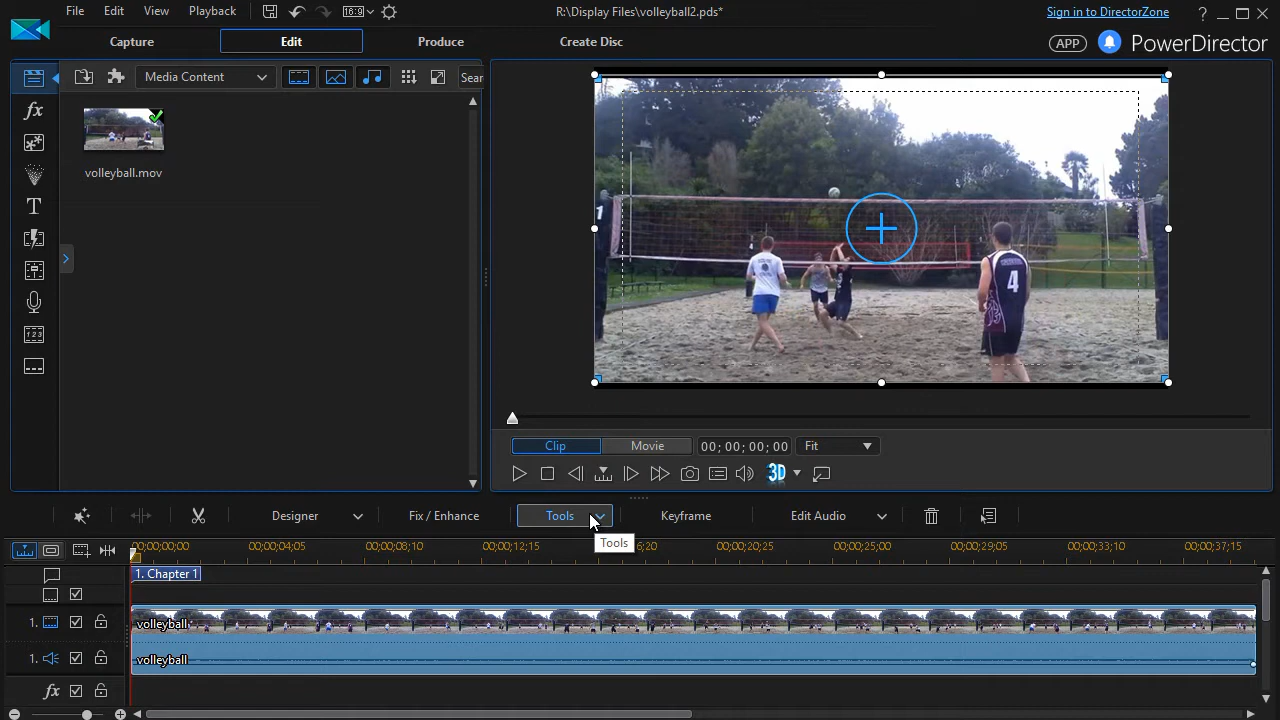 File Edit View Playback 16:9 R:\Display Files\volleyball2.pds* Sign in to DirectorZone ?
Capture Edit Produce Create Disc APP PowerDirector
Media Content Sear
volleyball.mov
1
4
Clip Movie 00; 00; 00; 00 Fit
3D
Designer Fix / Enhance Tools Keyframe Edit Audio
Tools
00;00;00;00 00;00;04;05 00;00;08;10 00;00;12;15 6;20 00;00;20;25 00;00;25;00 00;00;29;05 00;00;33;10 00;00;37;15
1. Chapter 1
1. volleyball
1. volleyball
fx